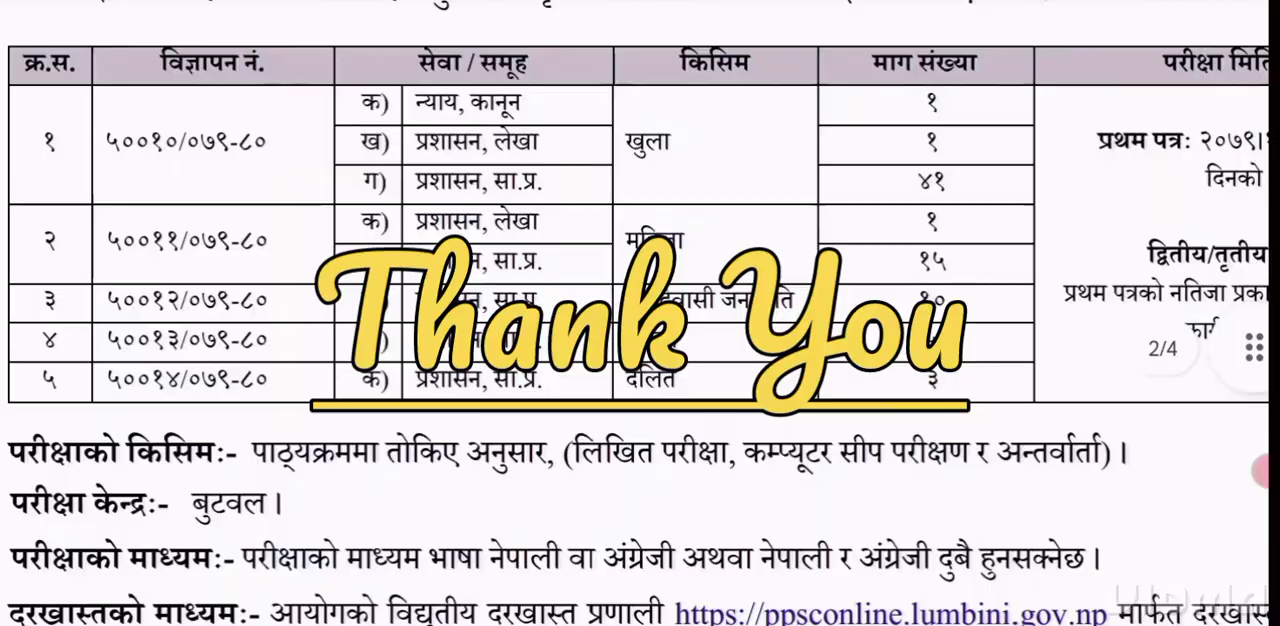 क्र.स. विज्ञापन नं. सेवा / समूह किसिम माग संख्या परीक्षा
१ ५००१०/०७९-८० क) न्याय, कानून खुला १
ख) प्रशासन, लेखा १ प्रथम पत्रः
ग) प्रशासन, सा.प्र. ४१ दिनको
२ ५००११/०७९-८० क) प्रशासन, लेखा १
सा.प्र. १५ द्वितीय/तृतीय
३ ५००१२/०७९-८० प्रथम पत्रको नतिजा
४ ५००१३/०७९-८०
५ ५००१४/०७९-८० क) प्रशासन, सा.प्र. दलित ३
Thank You
2/4
परीक्षाको किसिमः- पाठ्यक्रममा तोकिए अनुसार, (लिखित परीक्षा, कम्प्यूटर सीप परीक्षण र अन्तर्वार्ता) ।
परीक्षा केन्द्रः- बुटवल ।
परीक्षाको माध्यमः- परीक्षाको माध्यम भाषा नेपाली वा अंग्रेजी अथवा नेपाली र अंग्रेजी दुबै हुनसक्नेछ ।
दरखास्तको माध्यमः- आयोगको विद्युतीय दरखास्त प्रणाली https://ppsconline.lumbini.gov.np मार्फत